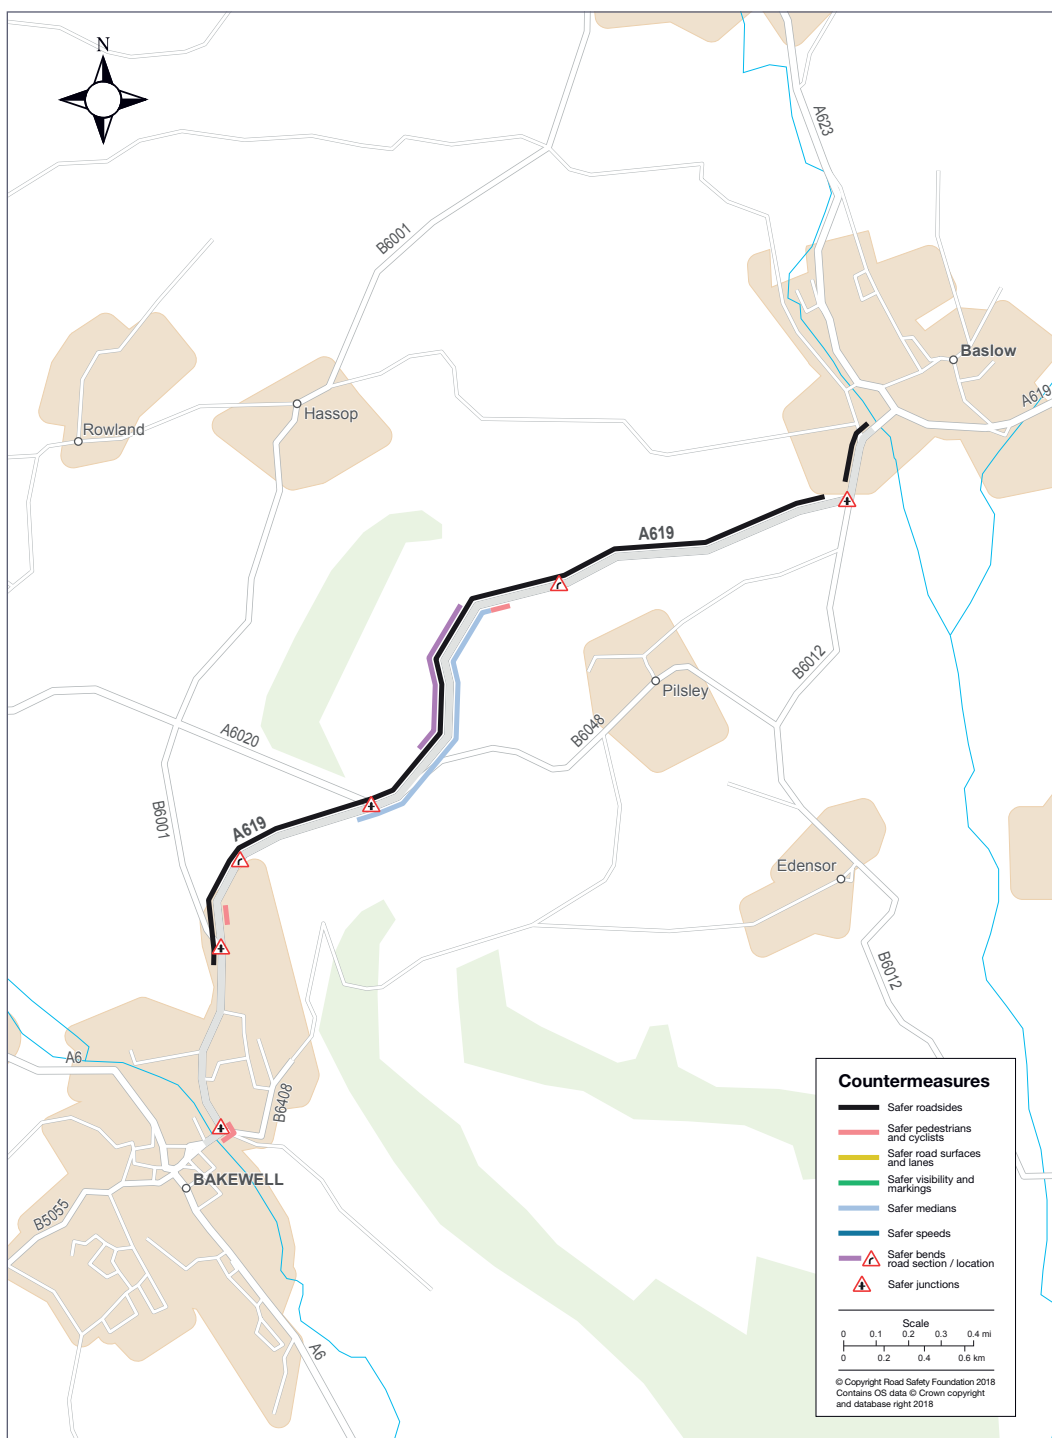 N
A623
B6001
Baslow
A619
Hassop
Rowland
A619
B6012
Pilsley
B6048
A6020
B6001
A619
Edensor
B6012
A6
B6408
BAKEWELL
B5055
A6
Countermeasures
Safer roadsides
Safer pedestrians
and cyclists
Safer road surfaces
and lanes
Safer visibility and
markings
Safer medians
Safer speeds
Safer bends
road section / location
Safer junctions
Scale
0 0.1 0.2 0.3 0.4 mi
0 0.2 0.4 0.6 km
© Copyright Road Safety Foundation 2018
Contains OS data © Crown copyright
and database right 2018